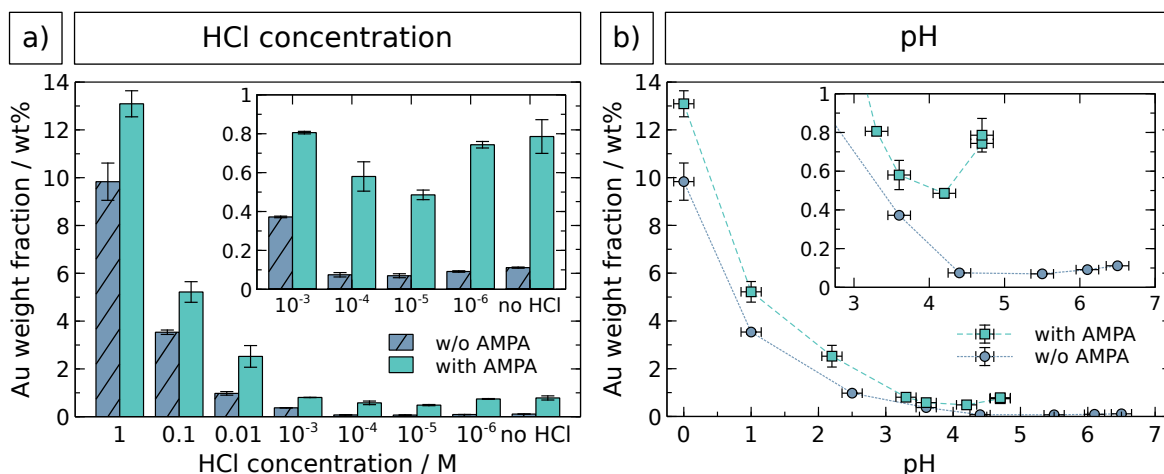 a)
HCl concentration
Au weight fraction / wt%
14
12
10
8
6
4
2
0
1
0.8
0.6
0.4
0.2
0
10⁻³ 10⁻⁴ 10⁻⁵ 10⁻⁶ no HCl
w/o AMPA
with AMPA
1 0.1 0.01 10⁻³ 10⁻⁴ 10⁻⁵ 10⁻⁶ no HCl
HCl concentration / M
b)
pH
Au weight fraction / wt%
14
12
10
8
6
4
2
0
1
0.8
0.6
0.4
0.2
0
3 4 5 6 7
with AMPA
w/o AMPA
0 1 2 3 4 5 6 7
pH